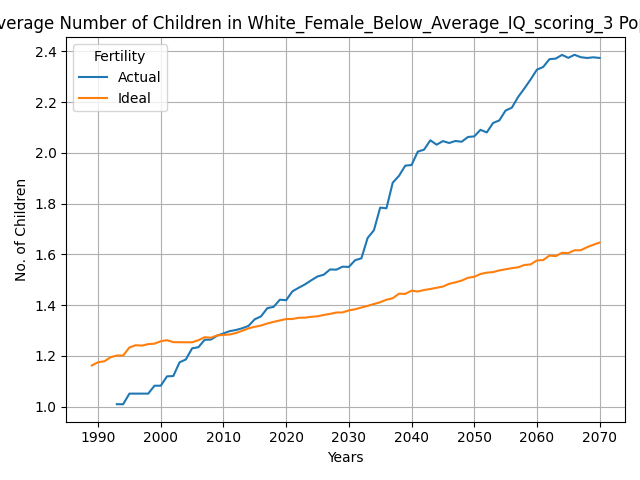 verage Number of Children in White_Female_Below_Average_IQ_scoring_3 Po
Fertility
Actual
Ideal
No. of Children
2.4
2.2
2.0
1.8
1.6
1.4
1.2
1.0
1990 2000 2010 2020 2030 2040 2050 2060 2070
Years